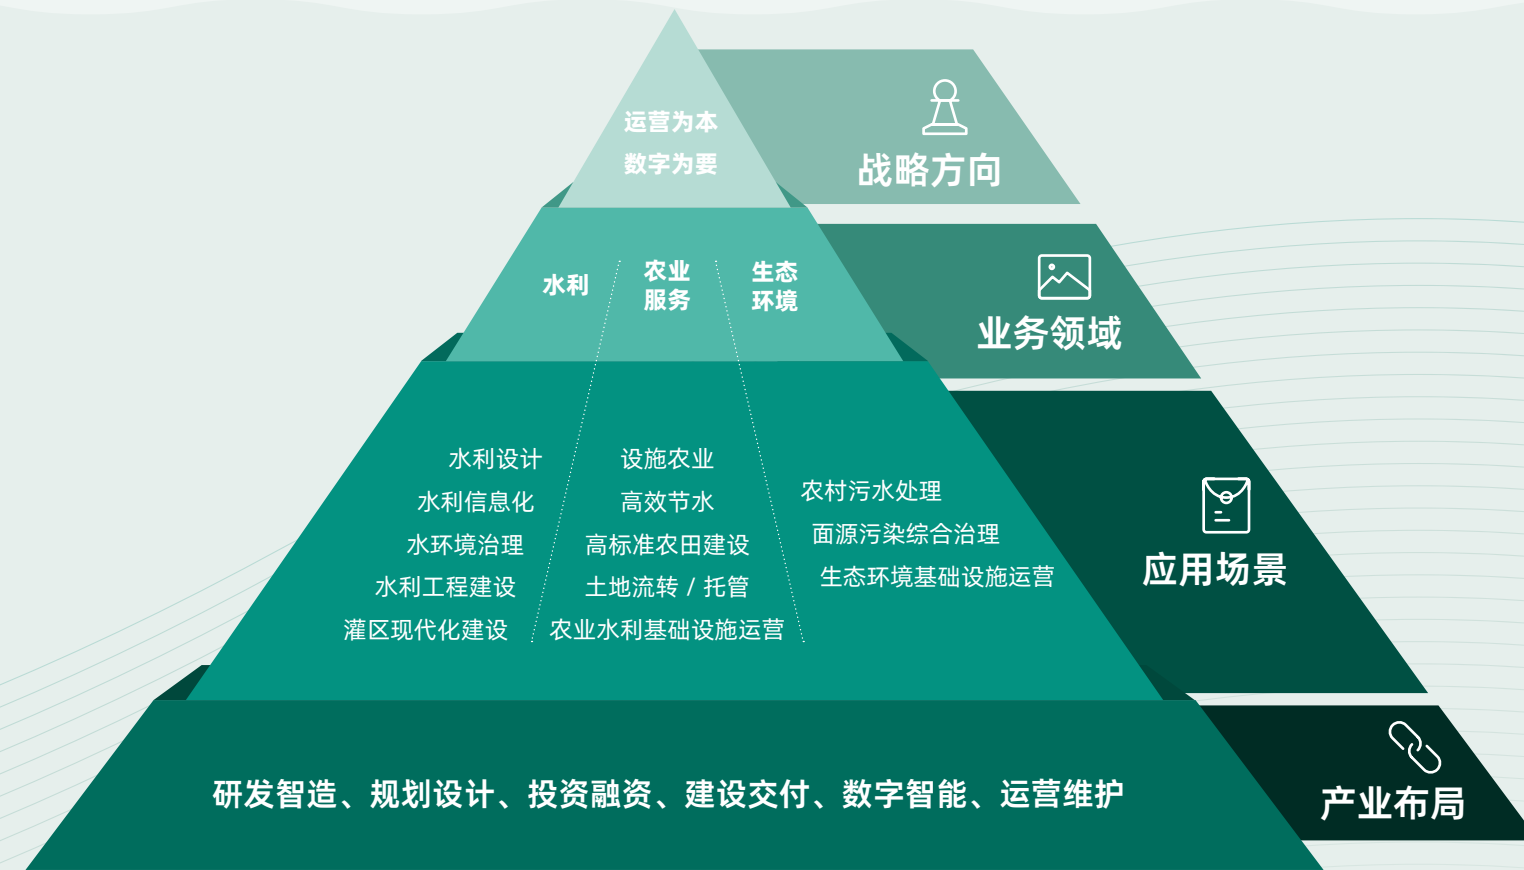 运营为本
数字为要
战略方向
水利
农业
服务
生态
环境
业务领域
水利设计
水利信息化
水环境治理
水利工程建设
灌区现代化建设
设施农业
高效节水
高标准农田建设
土地流转 / 托管
农业水利基础设施运营
农村污水处理
面源污染综合治理
生态环境基础设施运营
应用场景
研发智造、规划设计、投资融资、建设交付、数字智能、运营维护
产业布局